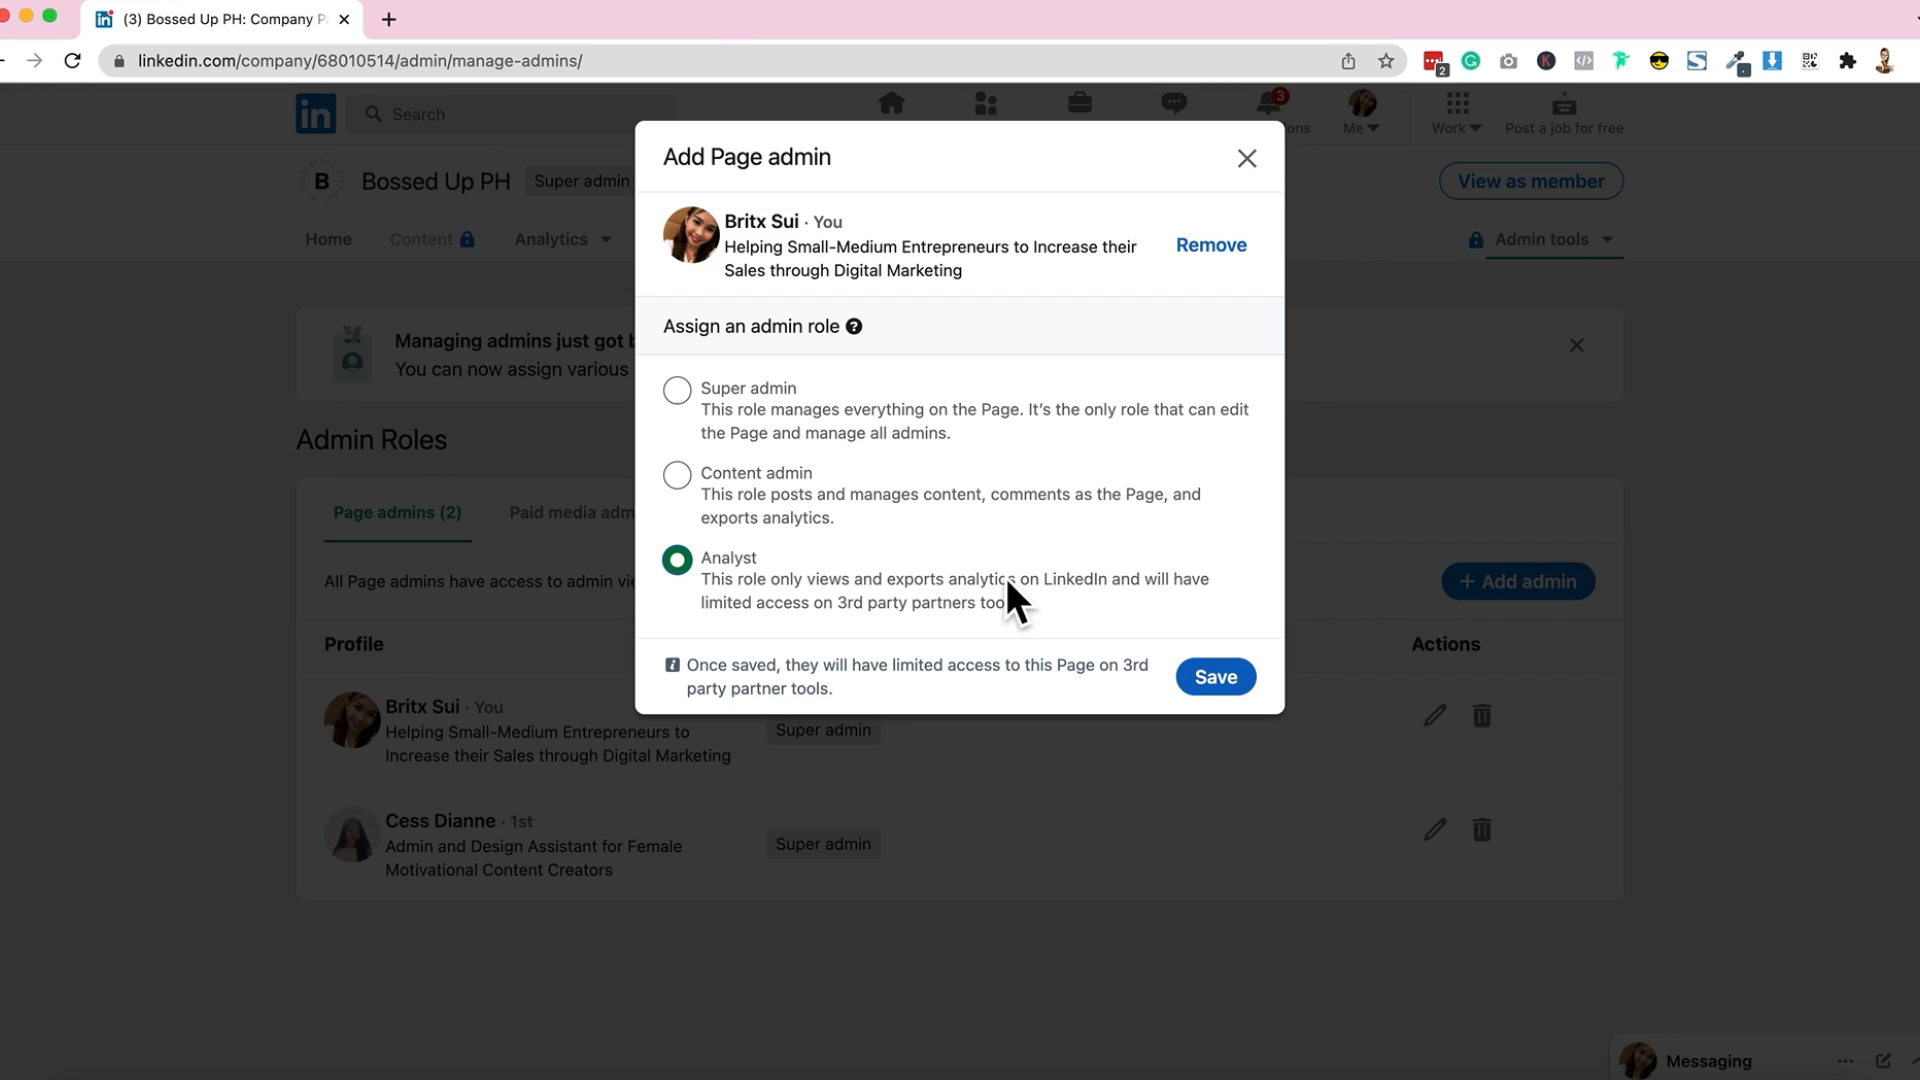 (3) Bossed Up PH: Company P
linkedin.com/company/68010514/admin/manage-admins/
2
in
Search
3
ons
Me
Work
Post a job for free
B
Bossed Up PH
Super admin
View as member
Home
Content
Analytics
Admin tools
Add Page admin
Britx Sui · You
Helping Small-Medium Entrepreneurs to Increase their
Sales through Digital Marketing
Remove
Assign an admin role
Super admin
This role manages everything on the Page. It's the only role that can edit
the Page and manage all admins.
Content admin
This role posts and manages content, comments as the Page, and
exports analytics.
Analyst
This role only views and exports analytics on LinkedIn and will have
limited access on 3rd party partners too
Once saved, they will have limited access to this Page on 3rd
party partner tools.
Save
Managing admins just got b
You can now assign various
Admin Roles
Page admins (2)
Paid media adm
All Page admins have access to admin vie
+ Add admin
Profile
Actions
Britx Sui · You
Helping Small-Medium Entrepreneurs to
Increase their Sales through Digital Marketing
Super admin
Cess Dianne · 1st
Admin and Design Assistant for Female
Motivational Content Creators
Super admin
Messaging